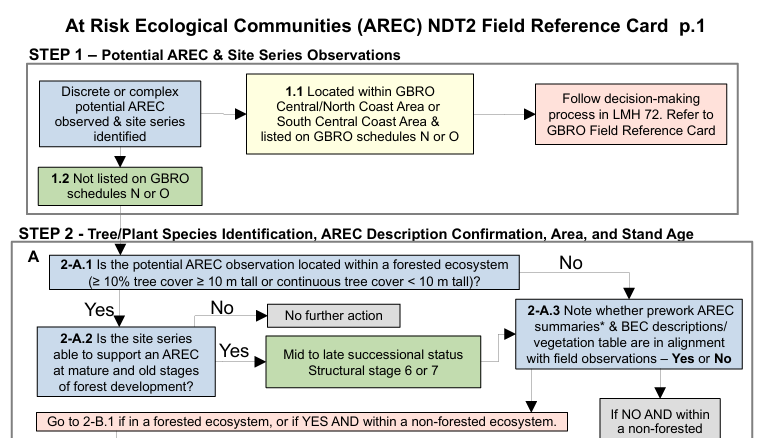 At Risk Ecological Communities (AREC) NDT2 Field Reference Card p.1
STEP 1 – Potential AREC & Site Series Observations
Discrete or complex
potential AREC
observed & site series
identified
1.1 Located within GBRO
Central/North Coast Area or
South Central Coast Area &
listed on GBRO schedules N or O
Follow decision-making
process in LMH 72. Refer to
GBRO Field Reference Card
1.2 Not listed on GBRO
schedules N or O
STEP 2 - Tree/Plant Species Identification, AREC Description Confirmation, Area, and Stand Age
A
2-A.1 Is the potential AREC observation located within a forested ecosystem
(≥ 10% tree cover ≥ 10 m tall or continuous tree cover < 10 m tall)?
No
Yes
No
No further action
2-A.2 Is the site series
able to support an AREC
at mature and old stages
of forest development?
Yes
Mid to late successional status
Structural stage 6 or 7
2-A.3 Note whether prework AREC
summaries* & BEC descriptions/
vegetation table are in alignment
with field observations – Yes or No
Go to 2-B.1 if in a forested ecosystem, or if YES AND within a non-forested ecosystem.
If NO AND within
a non-forested